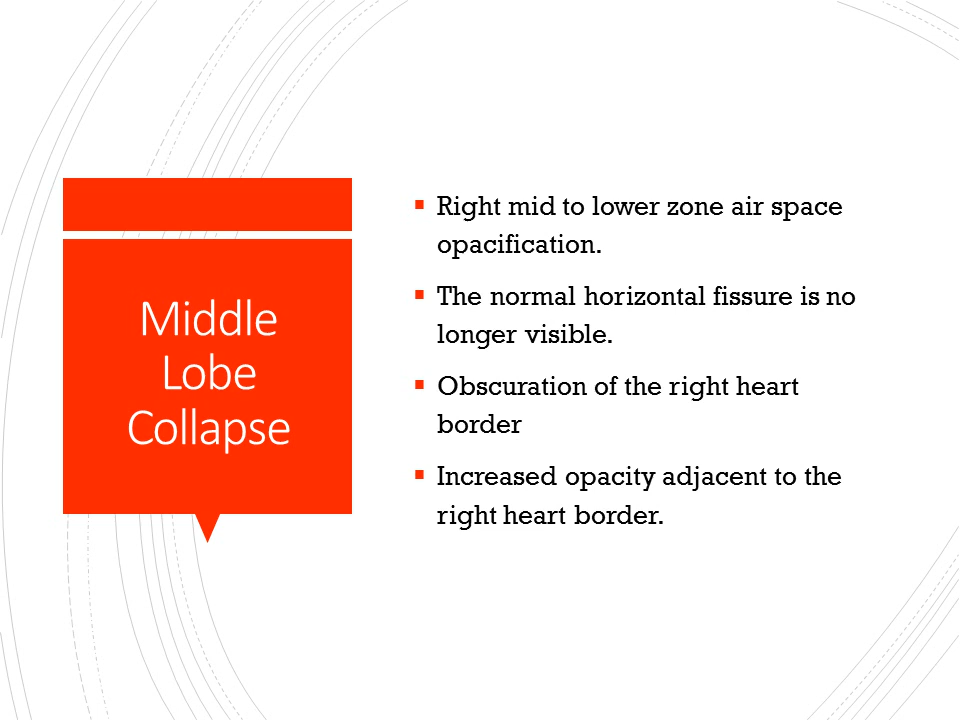 Middle
Lobe
Collapse
▪ Right mid to lower zone air space
opacification.
▪ The normal horizontal fissure is no
longer visible.
▪ Obscuration of the right heart
border
▪ Increased opacity adjacent to the
right heart border.